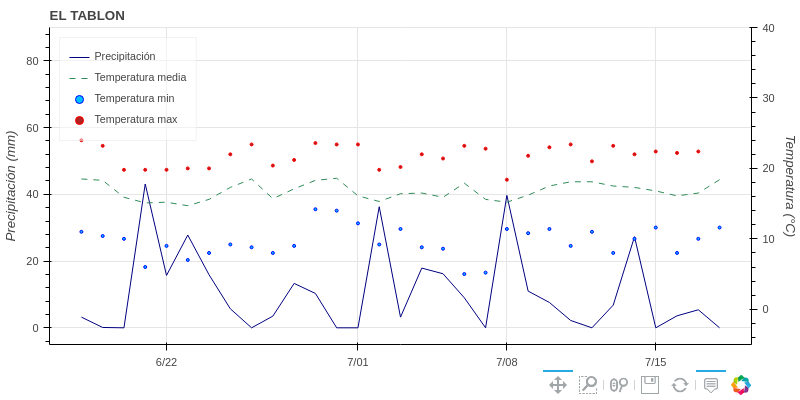 EL TABLON
Precipitación
Temperatura media
Temperatura min
Temperatura max
Precipitación (mm)
80
60
40
20
0
40
30
20
10
0
Temperatura (°C)
6/22
7/01
7/08
7/15